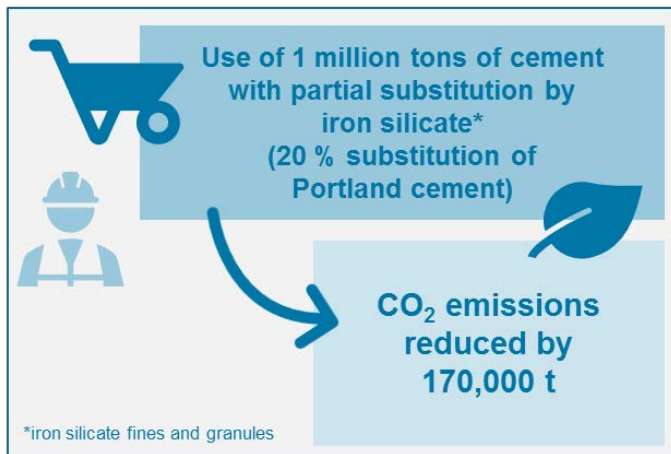 Use of 1 million tons of cement
with partial substitution by
iron silicate*
(20 % substitution of
Portland cement)
CO₂ emissions
reduced by
170,000 t
*iron silicate fines and granules